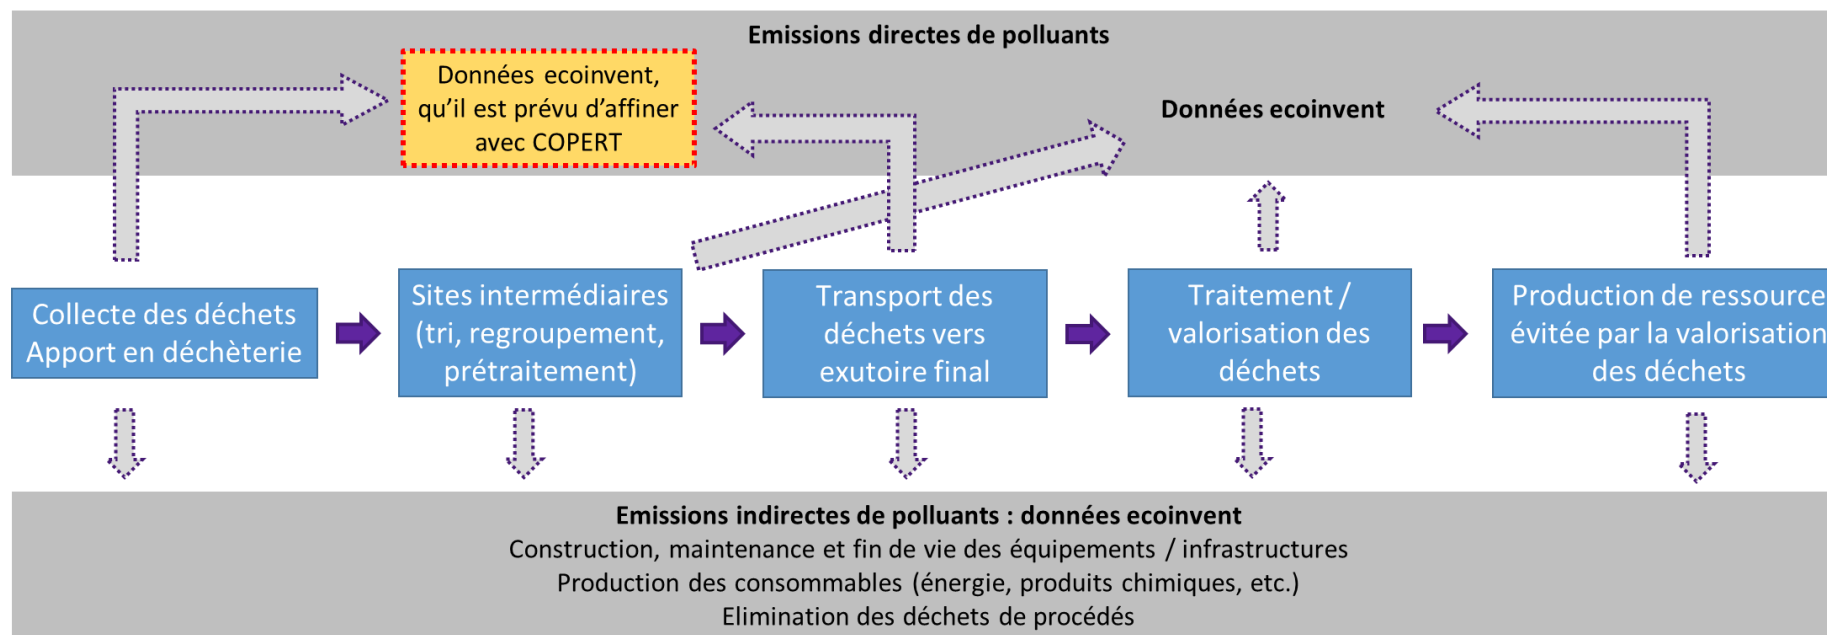 Emissions directes de polluants
Données ecoinvent,
qu’il est prévu d’affiner
avec COPERT
Données ecoinvent
Collecte des déchets
Apport en déchèterie
Sites intermédiaires
(tri, regroupement,
prétraitement)
Transport des
déchets vers
exutoire final
Traitement /
valorisation des
déchets
Production de ressource
évitée par la valorisation
des déchets
Emissions indirectes de polluants : données ecoinvent
Construction, maintenance et fin de vie des équipements / infrastructures
Production des consommables (énergie, produits chimiques, etc.)
Elimination des déchets de procédés